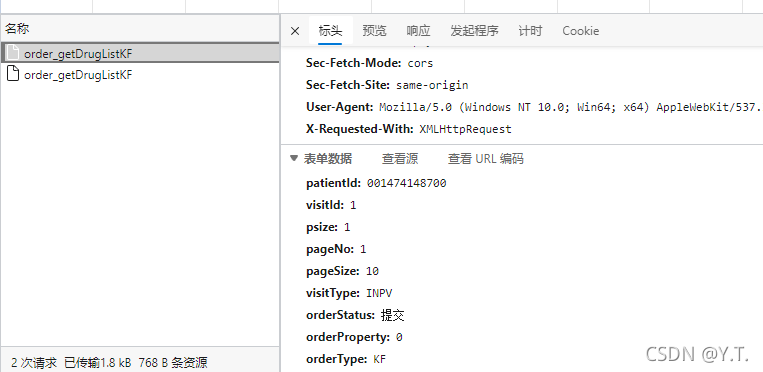 名称
order_getDrugListKF
order_getDrugListKF
2 次请求 已传输1.8 kB 768 B 条资源
标头 预览 响应 发起程序 计时 Cookie
Sec-Fetch-Mode: cors
Sec-Fetch-Site: same-origin
User-Agent: Mozilla/5.0 (Windows NT 10.0; Win64; x64) AppleWebKit/537.
X-Requested-With: XMLHttpRequest
表单数据 查看源 查看 URL 编码
patientId: 001474148700
visitId: 1
psize: 1
pageNo: 1
pageSize: 10
visitType: INPV
orderStatus: 提交
orderProperty: 0
orderType: KF
CSDN @Y.T.